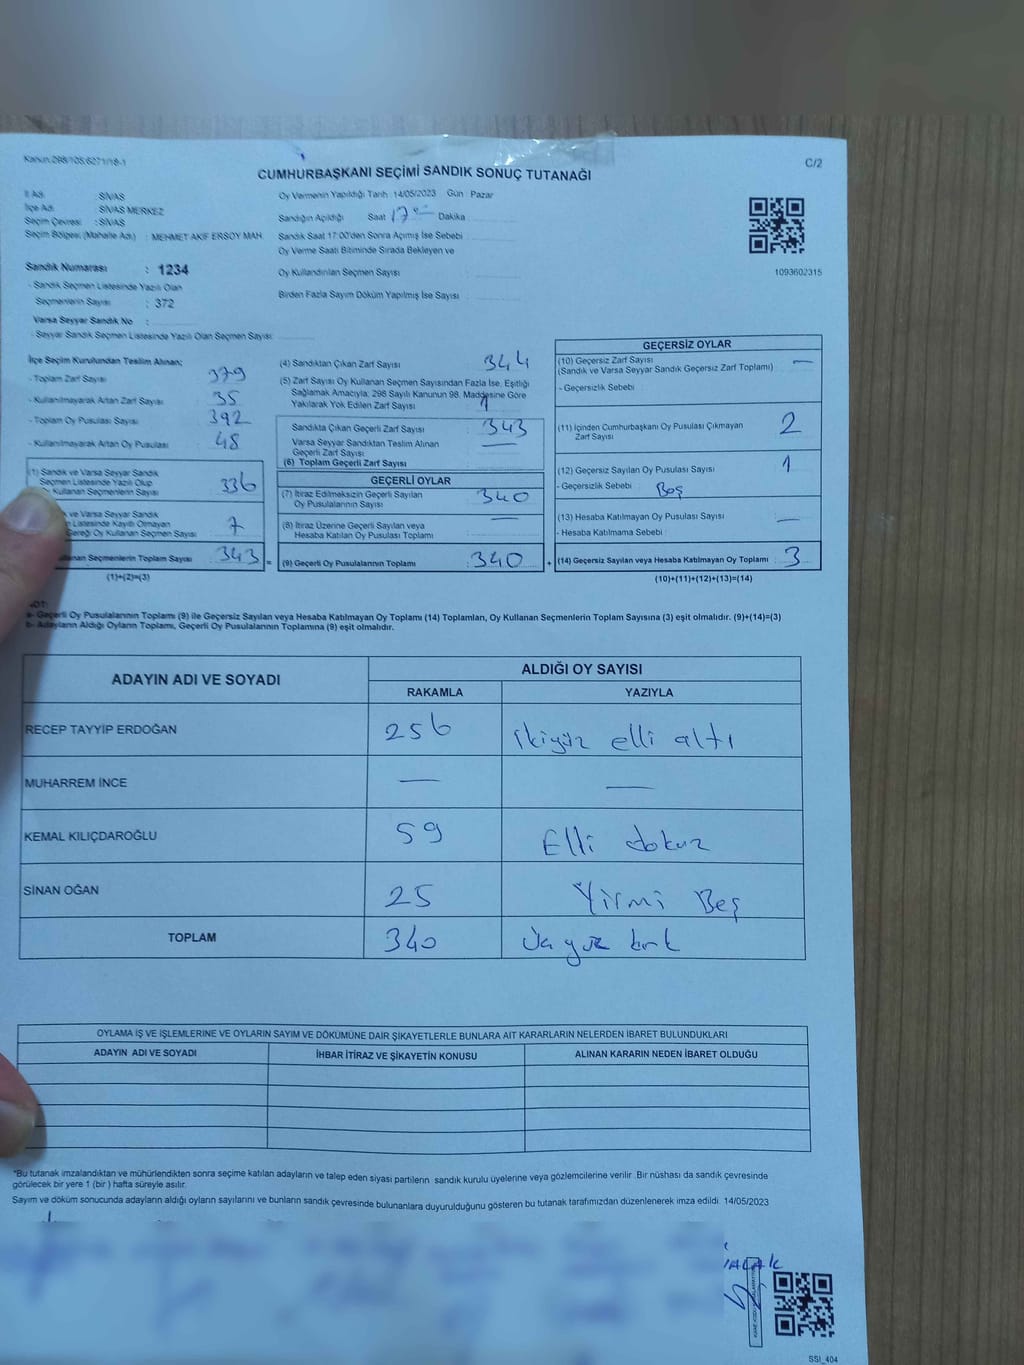 Kanun:298/105;6271/18-1
C/2
CUMHURBAŞKANI SEÇİMİ SANDIK SONUÇ TUTANAĞI
İl Adı : SİVAS
İlçe Adı : SİVAS MERKEZ
Seçim Çevresi : SİVAS
Seçim Bölgesi (Mahalle Adı) : MEHMET AKİF ERSOY MAH.
Sandık Numarası : 1234
- Sandık Seçmen Listesinde Yazılı Olan
Seçmenlerin Sayısı : 372
Varsa Seyyar Sandık No :
- Seyyar Sandık Seçmen Listesinde Yazılı Olan Seçmen Sayısı:
Oy Vermenin Yapıldığı Tarih :14/05/2023 Gün : Pazar
Sandığın Açıldığı Saat 17 Dakika
Sandık Saat 17:00'den Sonra Açımış İse Sebebi
Oy Verme Saati Bitiminde Sırada Bekleyen ve
Oy Kullandırılan Seçmen Sayısı
Birden Fazla Sayım Döküm Yapılmış İse Sayısı
1093602315
İlçe Seçim Kurulundan Teslim Alınan;
- Toplam Zarf Sayısı 379
- Kullanılmayarak Artan Zarf Sayısı 35
- Toplam Oy Pusulası Sayısı 392
- Kullanılmayarak Artan Oy Pusulası 48
(1) Sandık ve Varsa Seyyar Sandık
Seçmen Listesinde Yazılı Olup
Kullanan Seçmenlerin Sayısı 336
ve Varsa Seyyar Sandık
Listesinde Kayıtlı Olmayan
Gereği Oy Kullanan Seçmen Sayısı 7
Seçmenlerin Toplam Sayısı 343 =
(1)+(2)=(3)
(4) Sandıktan Çıkan Zarf Sayısı 344
(5) Zarf Sayısı Oy Kullanan Seçmen Sayısından Fazla İse, Eşitliği
Sağlamak Amacıyla; 298 Sayılı Kanunun 98. Maddesine Göre
Yakılarak Yok Edilen Zarf Sayısı 1
Sandıkta Çıkan Geçerli Zarf Sayısı 343
Varsa Seyyar Sandıktan Teslim Alınan
Geçerli Zarf Sayısı —
(6) Toplam Geçerli Zarf Sayısı
GEÇERLİ OYLAR
(7) İtiraz Edilmeksizin Geçerli Sayılan
Oy Pusulalarının Sayısı 340
(8) İtiraz Üzerine Geçerli Sayılan veya
Hesaba Katılan Oy Pusulası Toplamı —
(9) Geçerli Oy Pusulalarının Toplamı 340 +
GEÇERSİZ OYLAR
(10) Geçersiz Zarf Sayısı —
(Sandık ve Varsa Seyyar Sandık Geçersiz Zarf Toplamı)
- Geçersizlik Sebebi
(11) İçinden Cumhurbaşkanı Oy Pusulası Çıkmayan
Zarf Sayısı 2
(12) Geçersiz Sayılan Oy Pusulası Sayısı 1
- Geçersizlik Sebebi Boş
(13) Hesaba Katılmayan Oy Pusulası Sayısı —
- Hesaba Katılmama Sebebi :
(14) Geçersiz Sayılan veya Hesaba Katılmayan Oy Toplamı 3
(10)+(11)+(12)+(13)=(14)
NOT:
a- Geçerli Oy Pusulalarının Toplamı (9) ile Geçersiz Sayılan veya Hesaba Katılmayan Oy Toplamı (14) Toplamları, Oy Kullanan Seçmenlerin Toplam Sayısına (3) eşit olmalıdır. (9)+(14)=(3)
b- Adayların Aldığı Oyların Toplamı, Geçerli Oy Pusulalarının Toplamına (9) eşit olmalıdır.
ADAYIN ADI VE SOYADI
ALDIĞI OY SAYISI
RAKAMLA YAZIYLA
RECEP TAYYİP ERDOĞAN 256 ikiyüz elli altı
MUHARREM İNCE — —
KEMAL KILIÇDAROĞLU 59 Elli dokuz
SİNAN OĞAN 25 Yirmi Beş
TOPLAM 340 Üçyüz kırk
OYLAMA İŞ VE İŞLEMLERİNE VE OYLARIN SAYIM VE DÖKÜMÜNE DAİR ŞİKAYETLERLE BUNLARA AİT KARARLARIN NELERDEN İBARET BULUNDUKLARI
ADAYIN ADI VE SOYADI İHBAR İTİRAZ VE ŞİKAYETİN KONUSU ALINAN KARARIN NEDEN İBARET OLDUĞU
*Bu tutanak imzalandıktan ve mühürlendikten sonra seçime katılan adayların ve talep eden siyasi partilerin sandık kurulu üyelerine veya gözlemcilerine verilir .Bir nüshası da sandık çevresinde
görülecek bir yere 1 (bir ) hafta süreyle asılır.
Sayım ve döküm sonucunda adayların aldığı oyların sayılarını ve bunların sandık çevresinde bulunanlara duyurulduğunu gösteren bu tutanak tarafımızdan düzenlenerek imza edildi. 14/05/2023
SSI_404